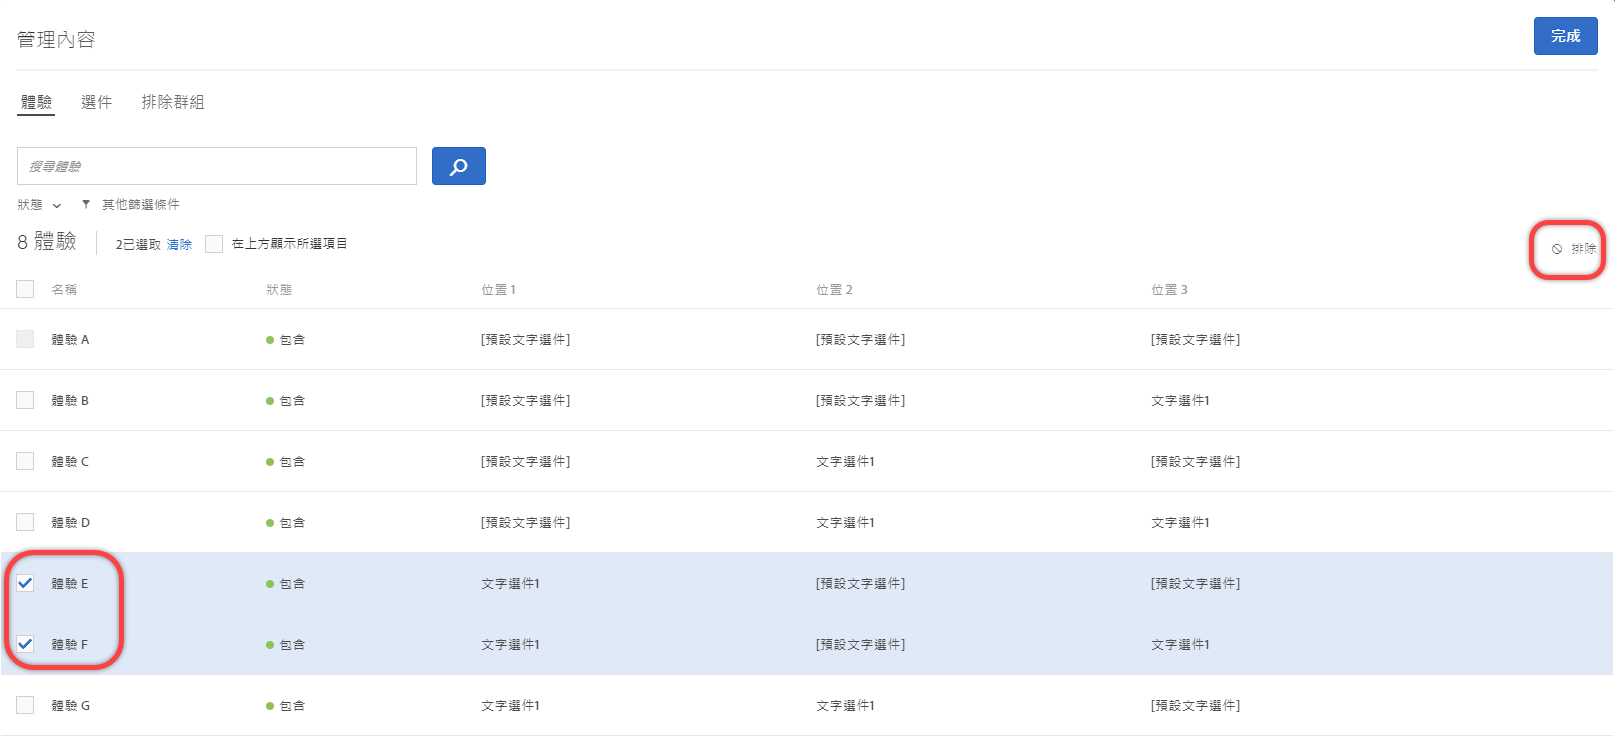 管理內容
完成
體驗 選件 排除群組
搜尋體驗
狀態 其他篩選條件
8 體驗 2已選取 清除 在上方顯示所選項目 排除
名稱 狀態 位置 1 位置 2 位置 3
體驗 A 包含 [預設文字選件] [預設文字選件] [預設文字選件]
體驗 B 包含 [預設文字選件] [預設文字選件] 文字選件1
體驗 C 包含 [預設文字選件] 文字選件1 [預設文字選件]
體驗 D 包含 [預設文字選件] 文字選件1 文字選件1
體驗 E 包含 文字選件1 [預設文字選件] [預設文字選件]
體驗 F 包含 文字選件1 [預設文字選件] 文字選件1
體驗 G 包含 文字選件1 文字選件1 [預設文字選件]